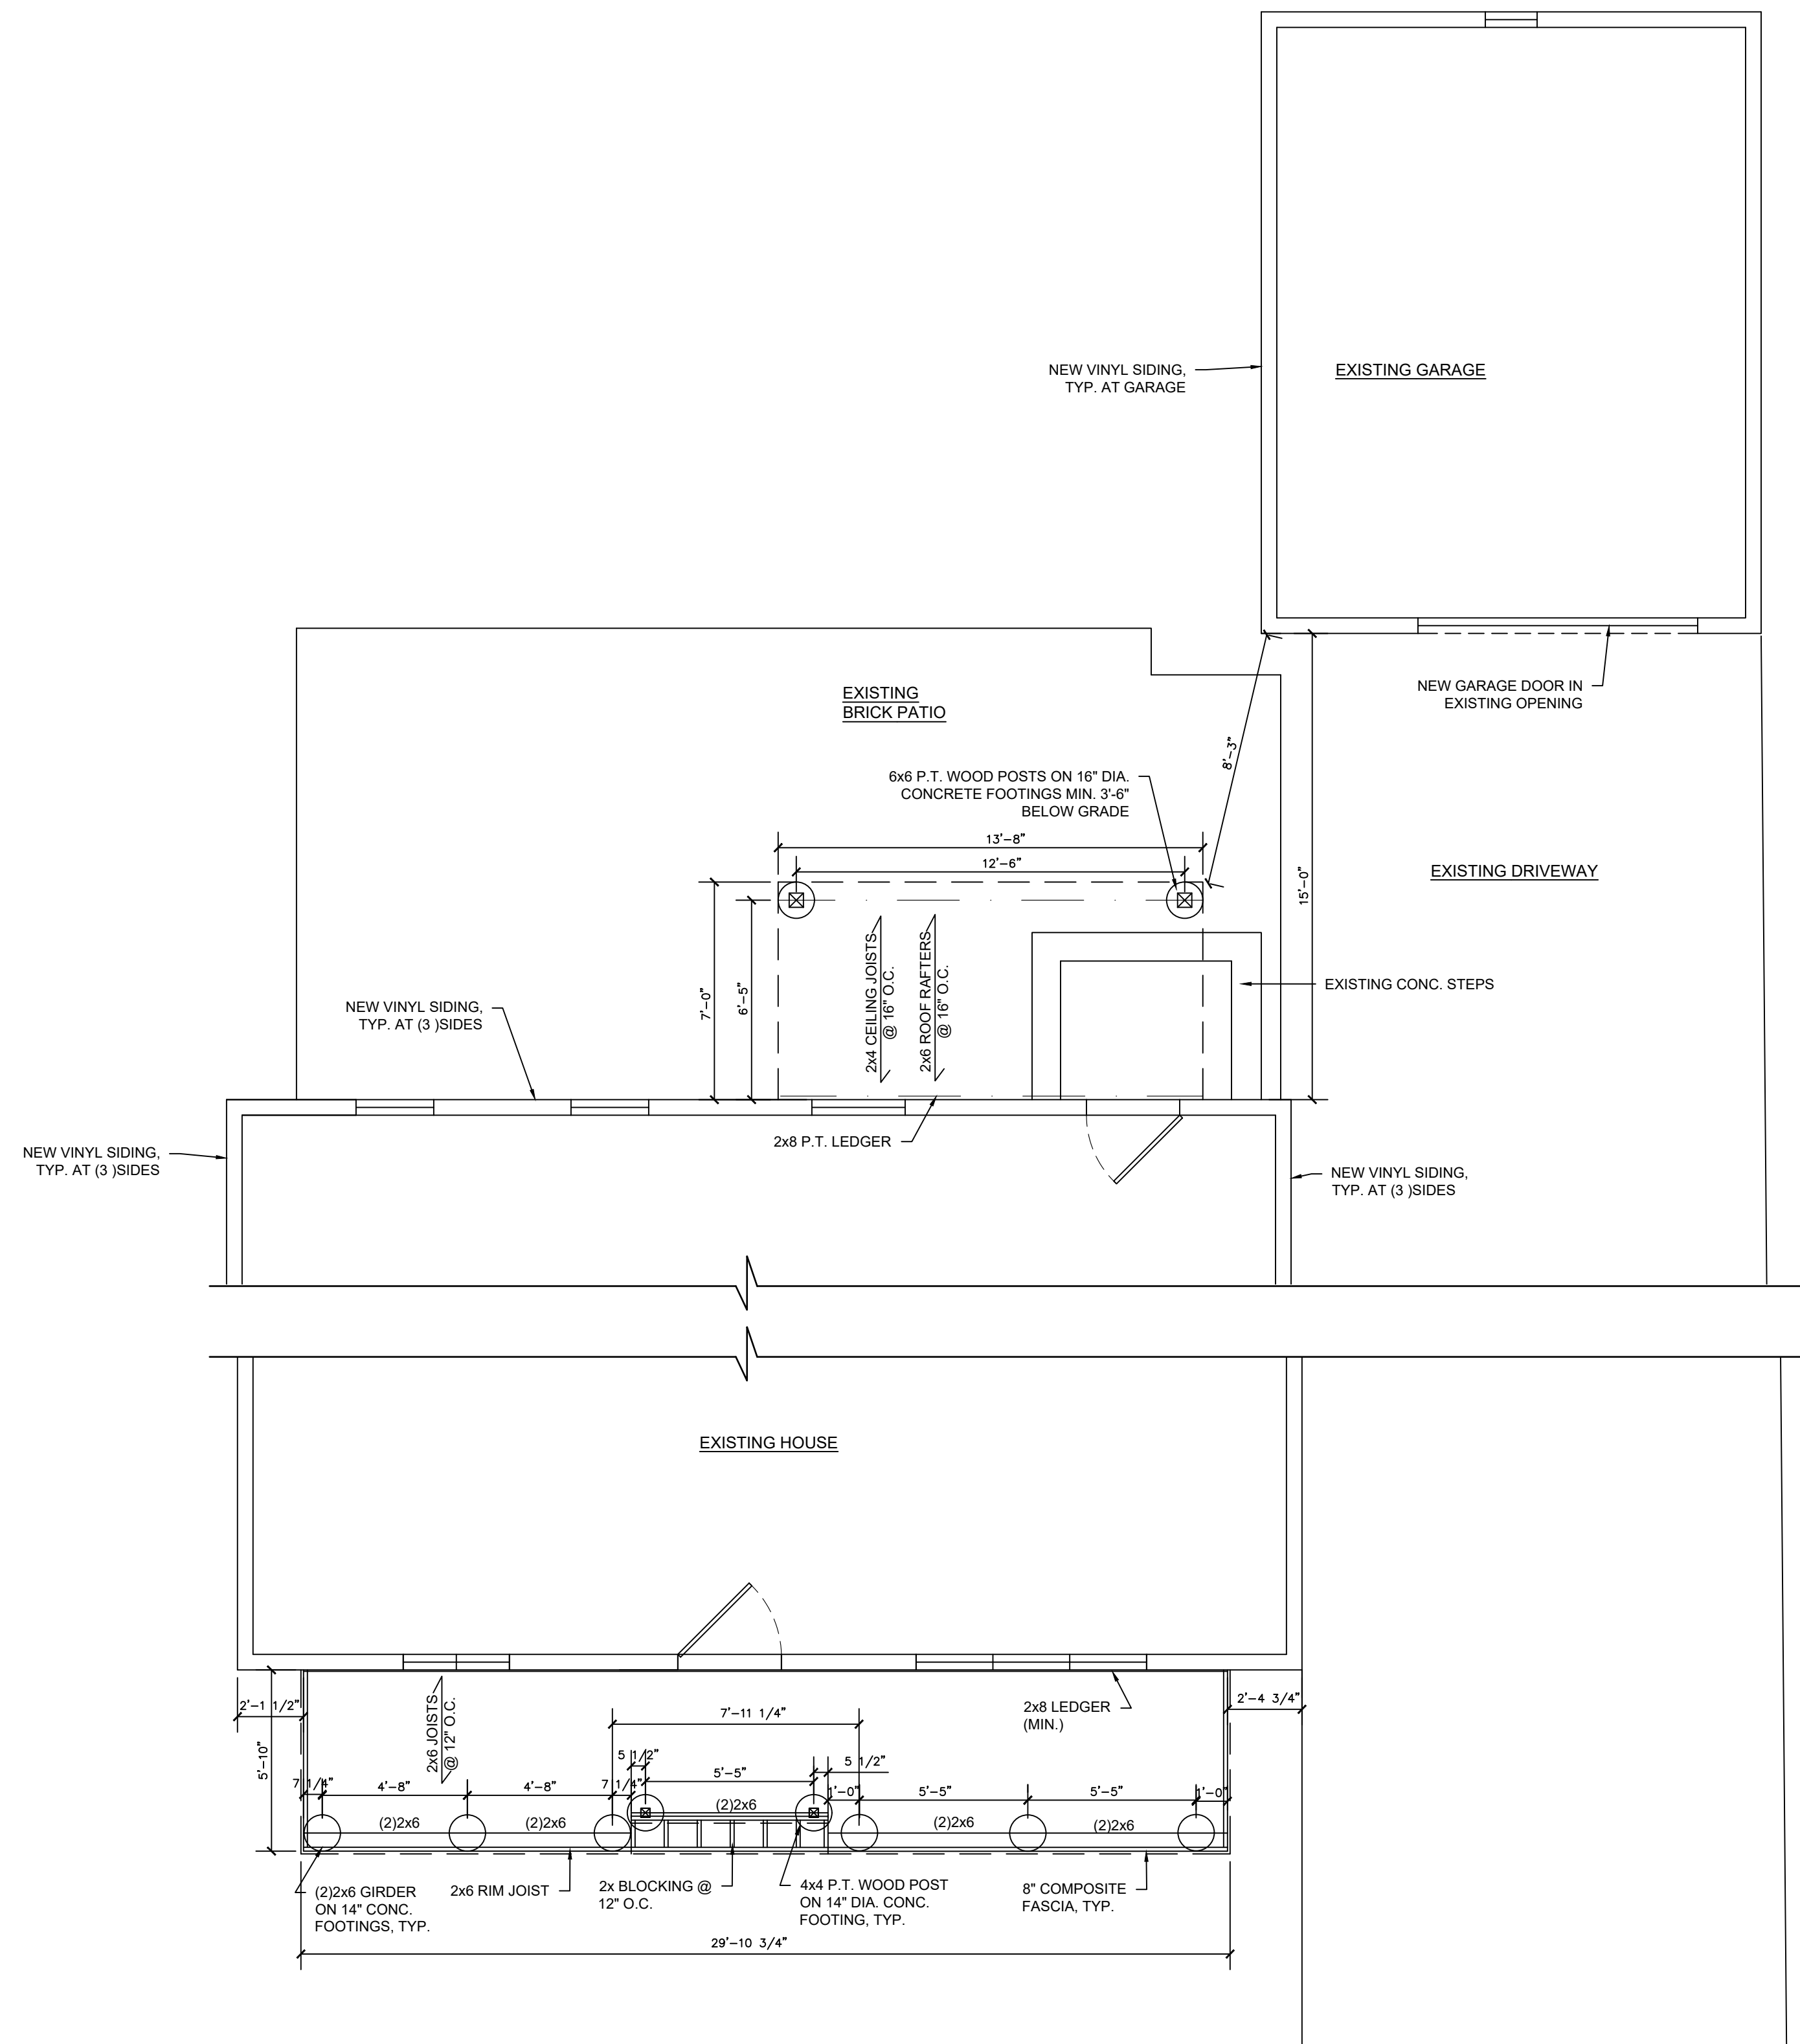 NEW VINYL SIDING,
TYP. AT GARAGE
EXISTING GARAGE
NEW GARAGE DOOR IN
EXISTING OPENING
EXISTING
BRICK PATIO
8'-3"
15'-0"
6x6 P.T. WOOD POSTS ON 16" DIA.
CONCRETE FOOTINGS MIN. 3'-6"
BELOW GRADE
13'-8"
12'-6"
EXISTING DRIVEWAY
7'-0"
6'-5"
2x4 CEILING JOISTS
@ 16" O.C.
2x6 ROOF RAFTERS
@ 16" O.C.
EXISTING CONC. STEPS
NEW VINYL SIDING,
TYP. AT (3 )SIDES
2x8 P.T. LEDGER
NEW VINYL SIDING,
TYP. AT (3 )SIDES
NEW VINYL SIDING,
TYP. AT (3 )SIDES
EXISTING HOUSE
2'-1 1/2"
5'-10"
2x6 JOISTS
@ 12" O.C.
7'-11 1/4"
2x8 LEDGER
(MIN.)
2'-4 3/4"
5 1/2"
5'-5"
5 1/2"
7 1/4"
4'-8"
4'-8"
7 1/4"
1'-0"
5'-5"
5'-5"
1'-0"
(2)2x6
(2)2x6
(2)2x6
(2)2x6
(2)2x6
(2)2x6 GIRDER
ON 14" CONC.
FOOTINGS, TYP.
2x6 RIM JOIST
2x BLOCKING @
12" O.C.
4x4 P.T. WOOD POST
ON 14" DIA. CONC.
FOOTING, TYP.
8" COMPOSITE
FASCIA, TYP.
29'-10 3/4"